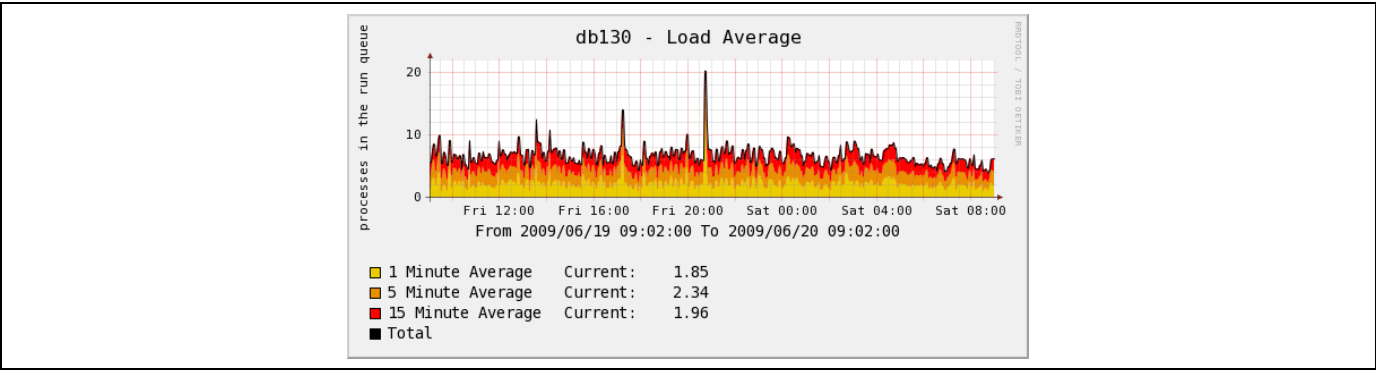 db130 - Load Average
processes in the run queue
RRDTOOL / TOBI OETIKER
20
10
0
Fri 12:00 Fri 16:00 Fri 20:00 Sat 00:00 Sat 04:00 Sat 08:00
From 2009/06/19 09:02:00 To 2009/06/20 09:02:00
1 Minute Average Current: 1.85
5 Minute Average Current: 2.34
15 Minute Average Current: 1.96
Total